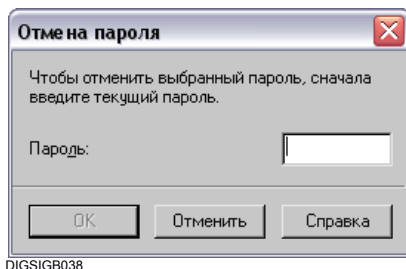 Отмена пароля
Чтобы отменить выбранный пароль, сначала
введите текущий пароль.
Пароль:
OK
Отменить
Справка
DIGSIGB038